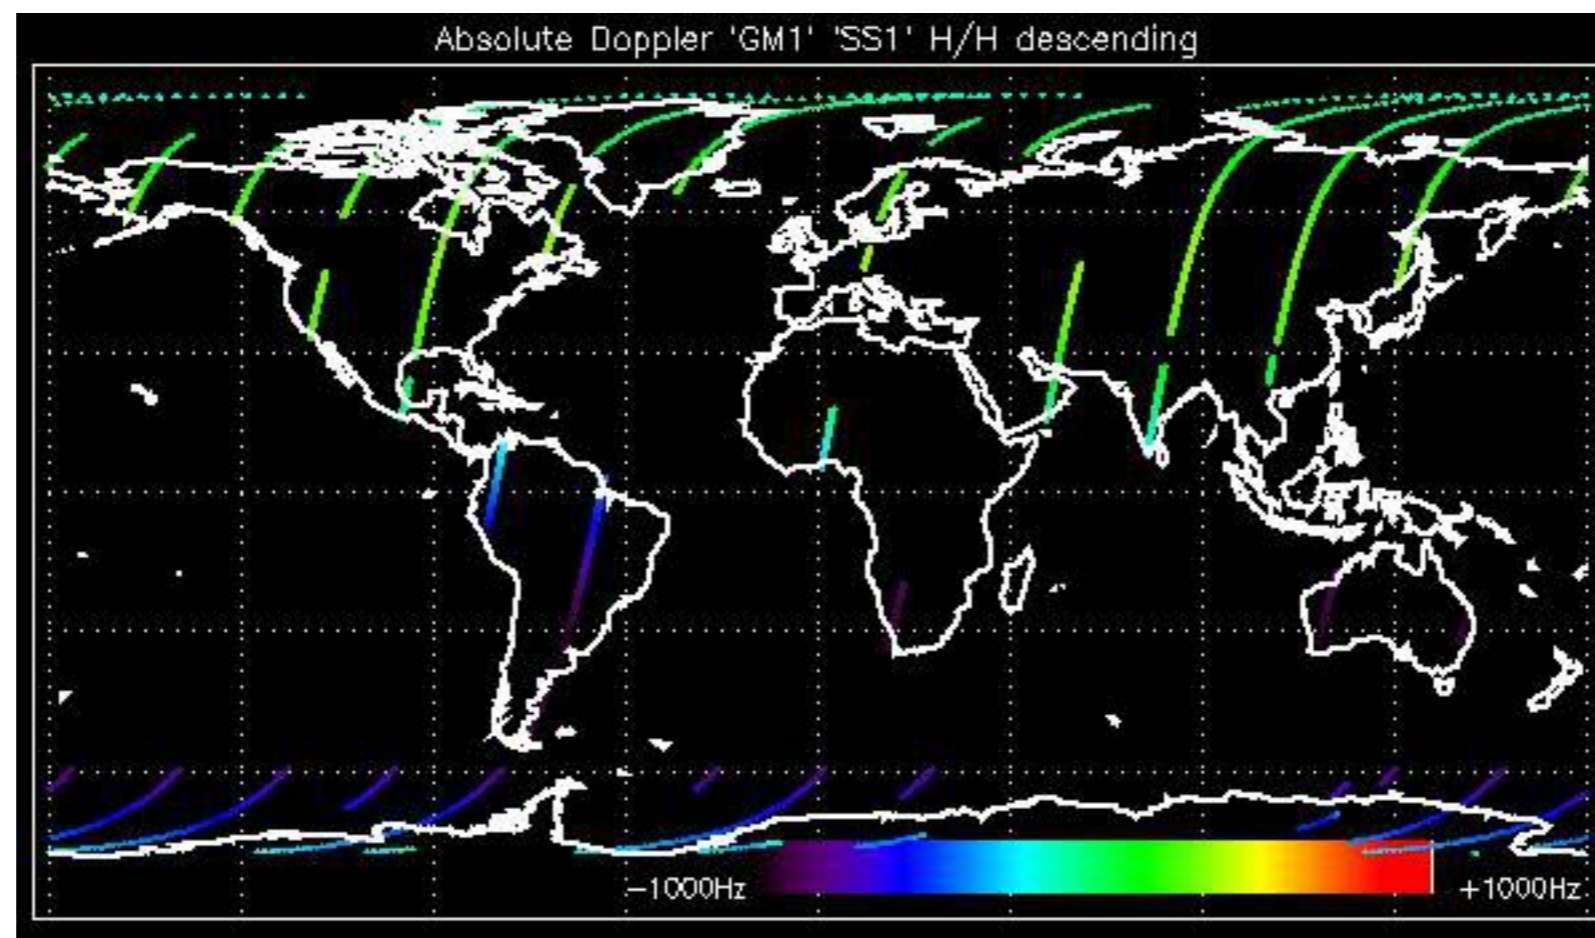 Absolute Doppler 'GM1' 'SS1' H/H descending
−1000Hz +1000Hz